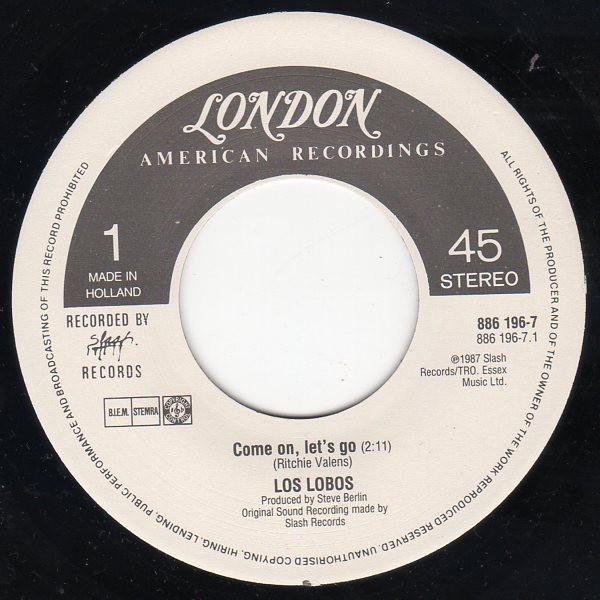 LONDON
AMERICAN RECORDINGS
1
MADE IN
HOLLAND
45
STEREO
RECORDED BY
Slash
RECORDS
886 196-7
886 196-7.1
℗1987 Slash
Records/TRO. Essex
Music Ltd.
B.I.E.M. STEMRA
Come on, let's go (2:11)
(Ritchie Valens)
LOS LOBOS
Produced by Steve Berlin
Original Sound Recording made by
Slash Records
ALL RIGHTS OF THE PRODUCER AND OF THE OWNER OF THE WORK REPRODUCED RESERVED. UNAUTHORISED COPYING, HIRING, LENDING, PUBLIC PERFORMANCE AND BROADCASTING OF THIS RECORD PROHIBITED